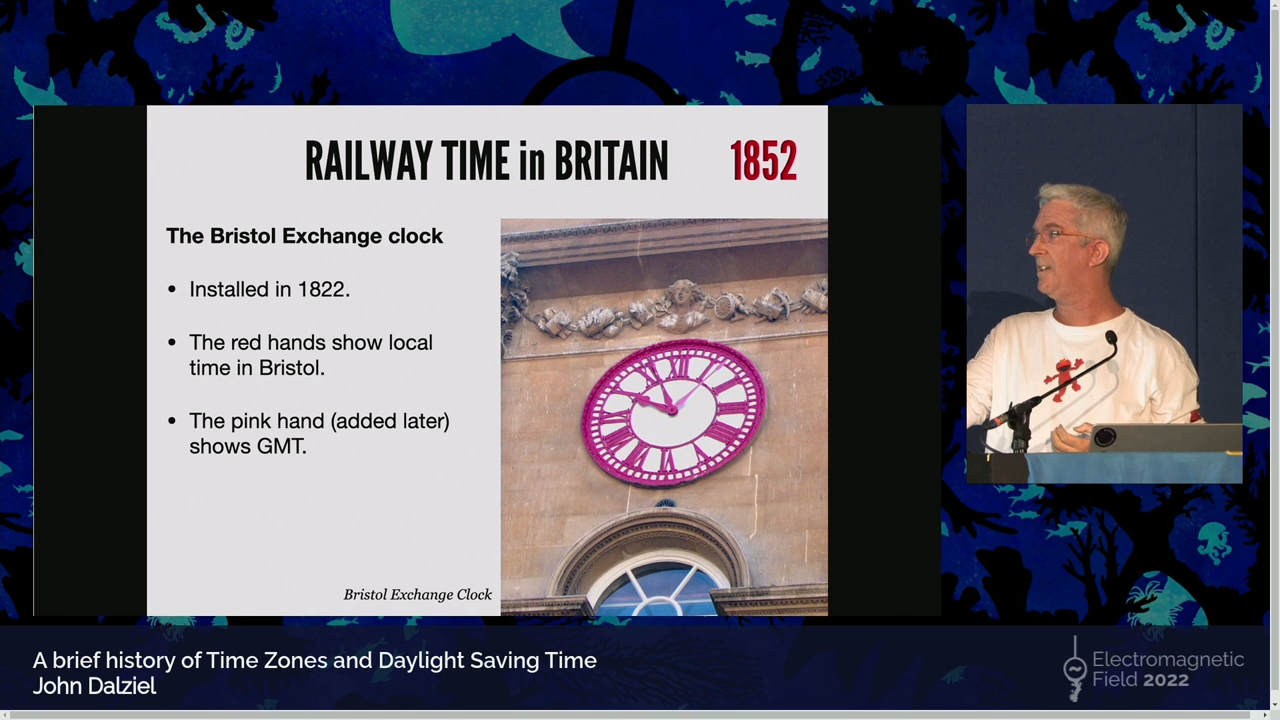 RAILWAY TIME in BRITAIN 1852
The Bristol Exchange clock
• Installed in 1822.
• The red hands show local
time in Bristol.
• The pink hand (added later)
shows GMT.
Bristol Exchange Clock
A brief history of Time Zones and Daylight Saving Time
John Dalziel
Electromagnetic
Field 2022